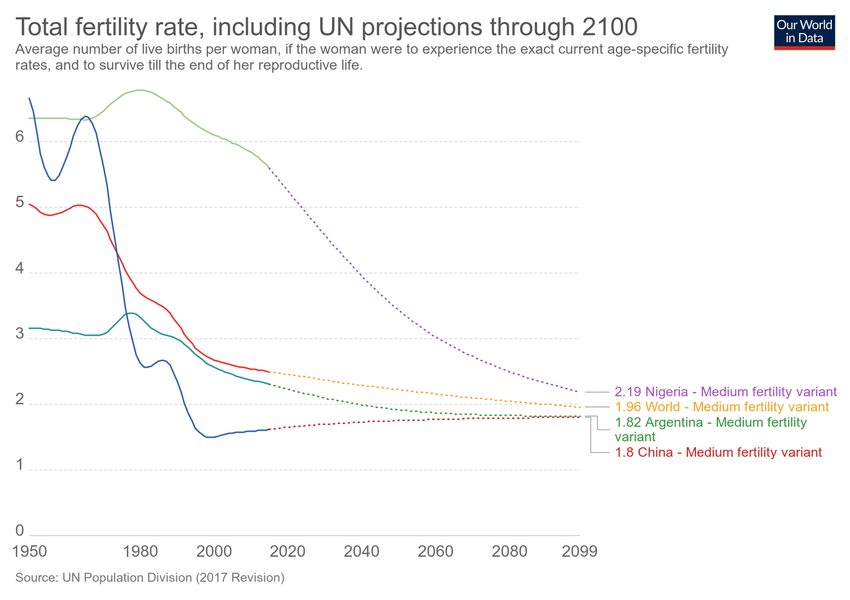 Total fertility rate, including UN projections through 2100
Our World
in Data
Average number of live births per woman, if the woman were to experience the exact current age-specific fertility
rates, and to survive till the end of her reproductive life.
6
5
4
3
2
1
0
2.19 Nigeria - Medium fertility variant
1.96 World - Medium fertility variant
1.82 Argentina - Medium fertility
variant
1.8 China - Medium fertility variant
1950 1980 2000 2020 2040 2060 2080 2099
Source: UN Population Division (2017 Revision)